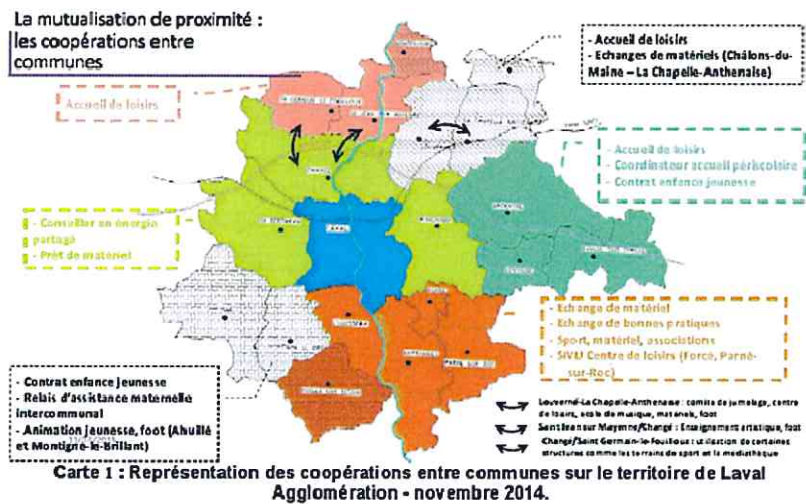 La mutualisation de proximité :
les coopérations entre
communes
- Accueil de loisirs
- Echanges de matériels (Châlons-du-
Maine – La Chapelle-Anthenaise)
Accueil de loisirs
- Accueil de loisirs
- Coordinateur accueil périscolaire
- Contrat enfance jeunesse
- Conseiller en énergie
partagé
- Prêt de matériel
LAVAL
- Echange de matériel
- Echange de bonnes pratiques
- Sport, matériel, associations
- SIVU Centre de loisirs (Forcé, Parné-
sur-Roc)
- Contrat enfance jeunesse
- Relais d'assistance maternelle
intercommunal
- Animation jeunesse, foot (Ahuillé
et Montigné-le-Brillant)
Louverné-La Chapelle-Anthenaise : comité de jumelage, centre
de loisirs, école de musique, matériels, foot
Saint Jean sur Mayenne/Changé : Enseignement artistique, foot
Changé/Saint Germain-le-Fouilloux : utilisation de certaines
structures comme les terrains de sport et la médiathèque
Carte 1 : Représentation des coopérations entre communes sur le territoire de Laval
Agglomération - novembre 2014.